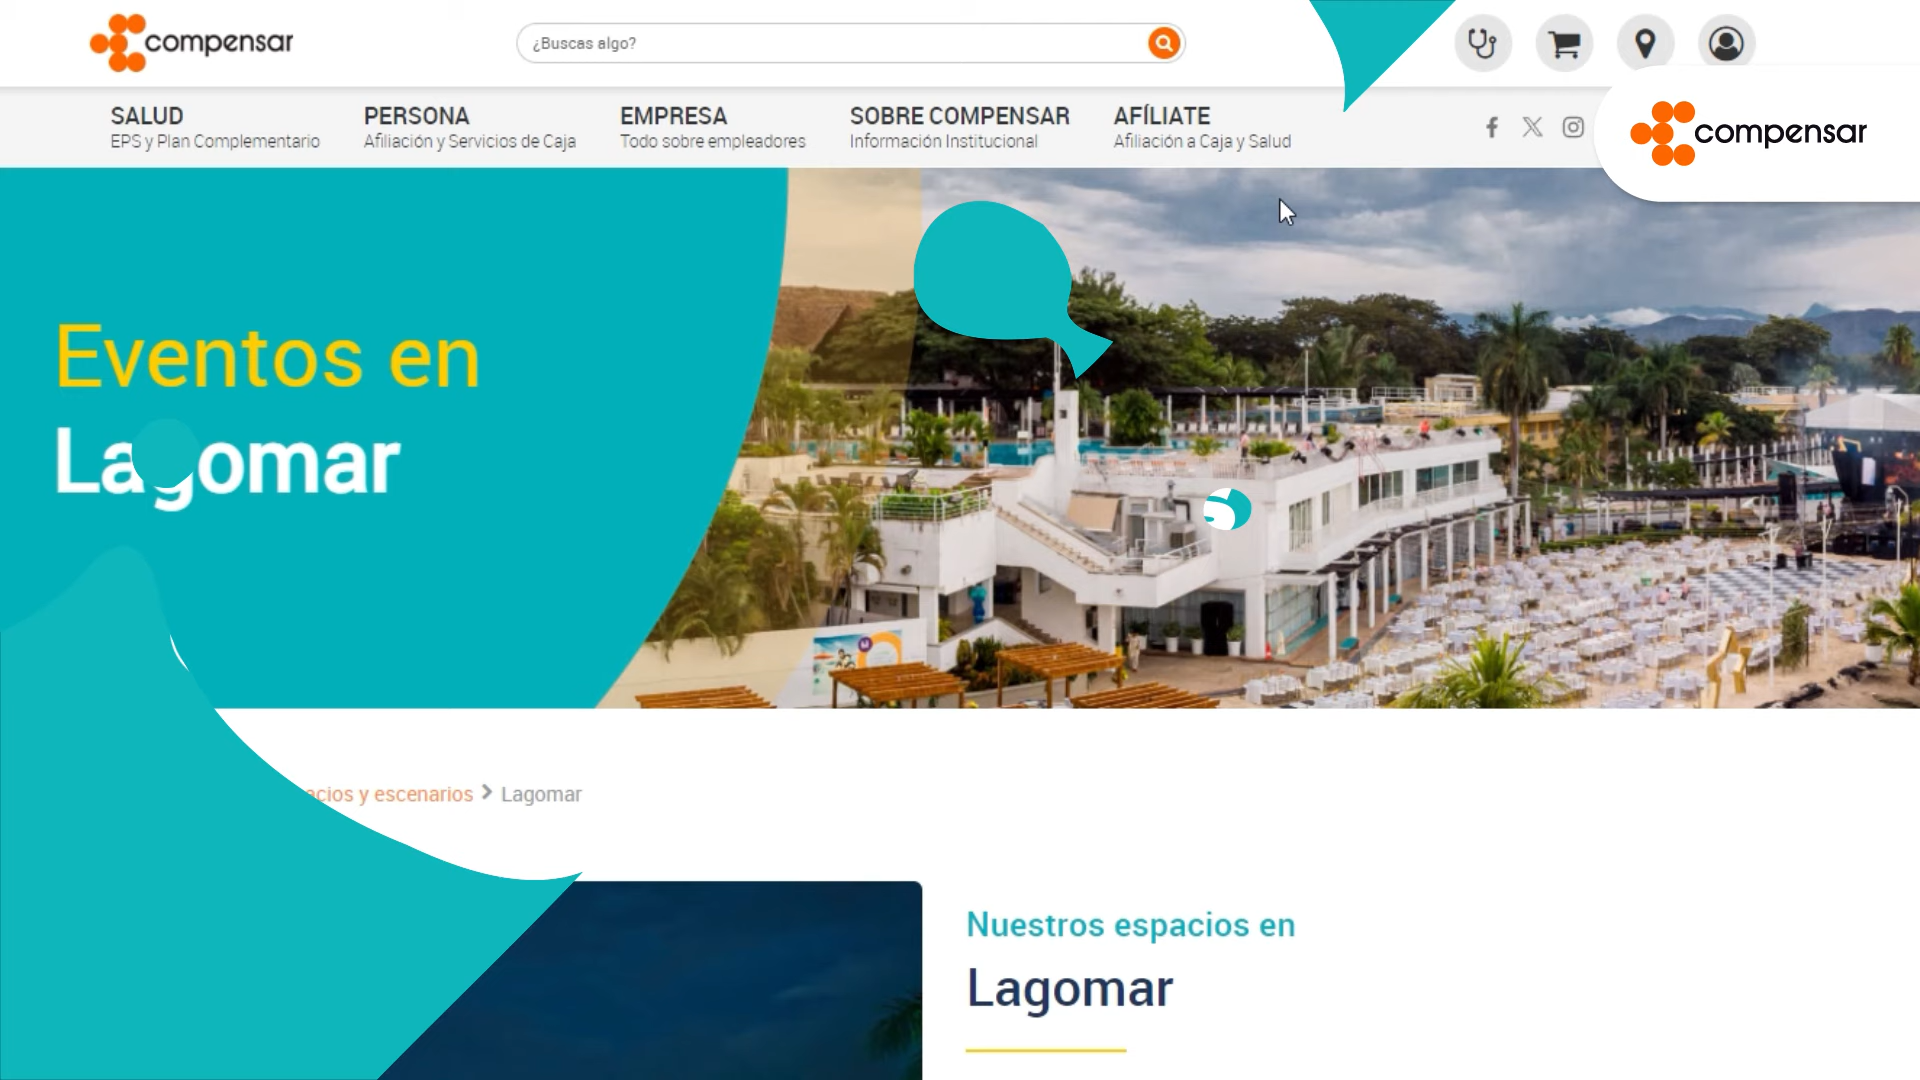 compensar
¿Buscas algo?
SALUD
EPS y Plan Complementario
PERSONA
Afiliación y Servicios de Caja
EMPRESA
Todo sobre empleadores
SOBRE COMPENSAR
Información Institucional
AFÍLIATE
Afiliación a Caja y Salud
compensar
Eventos en
Lagomar
y escenarios > Lagomar
Nuestros espacios en
Lagomar